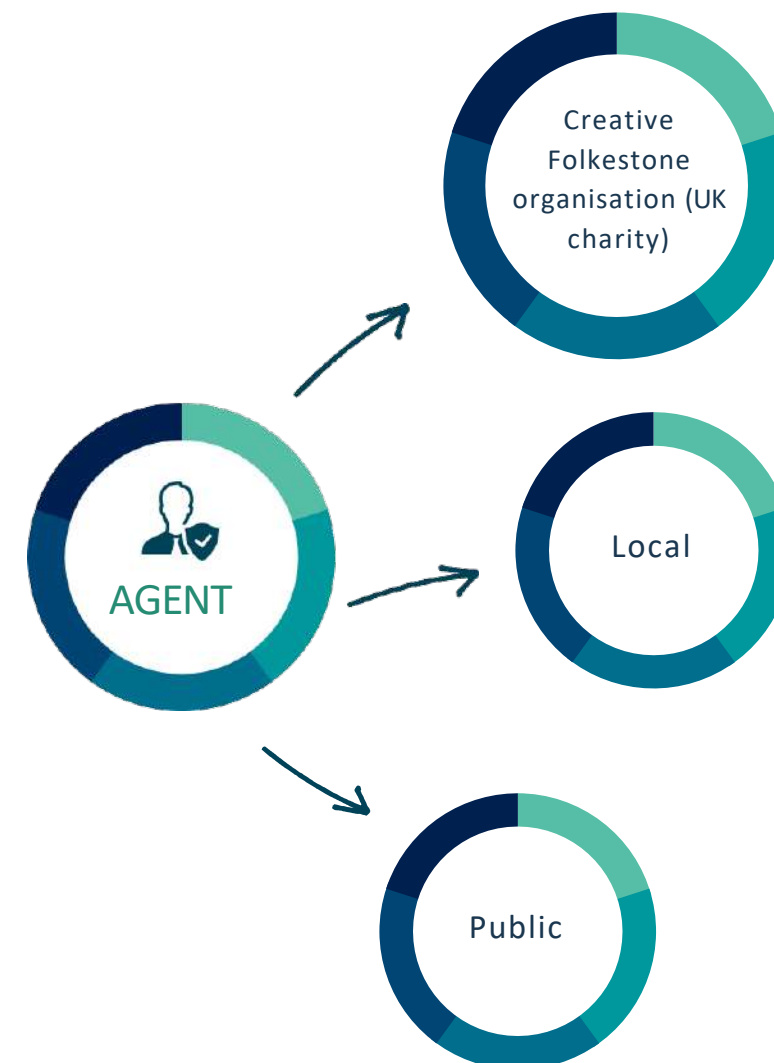 Creative
Folkestone
organisation (UK
charity)
AGENT
Local
Public